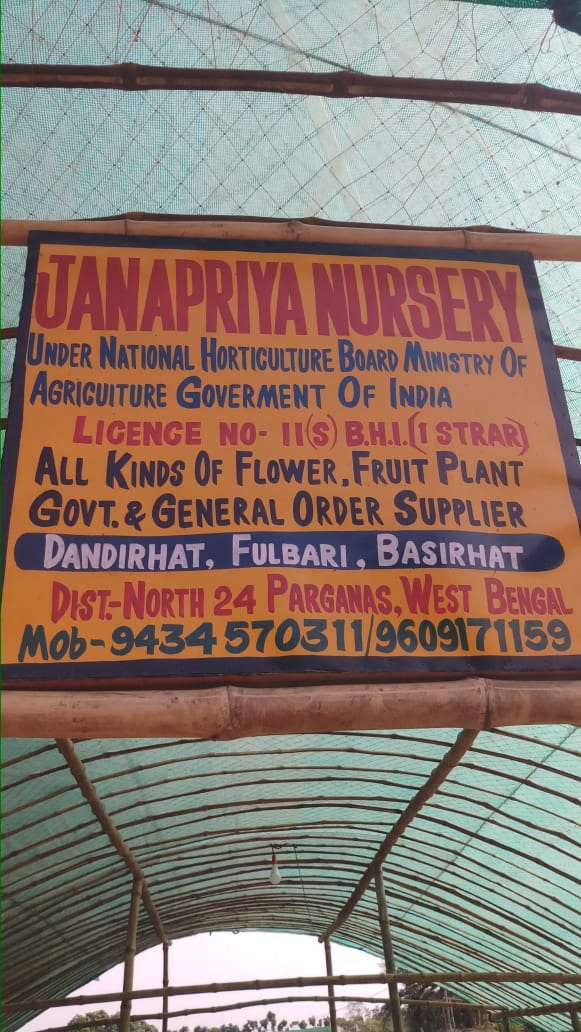 JANAPRIYA NURSERY
UNDER NATIONAL HORTICULTURE BOARD MINISTRY OF
AGRICUITURE GOVERMENT OF INDIA
LICENCE NO- 11(S) B.H.I.(1 STRAR)
ALL KINDS OF FLOWER, FRUIT PLANT
GOVT. & GENERAL ORDER SUPPLIER
DANDIRHAT, FULBARI, BASIRHAT
DIST.-NORTH 24 PARGANAS, WEST BENGAL
Mob-9434570311/9609171159